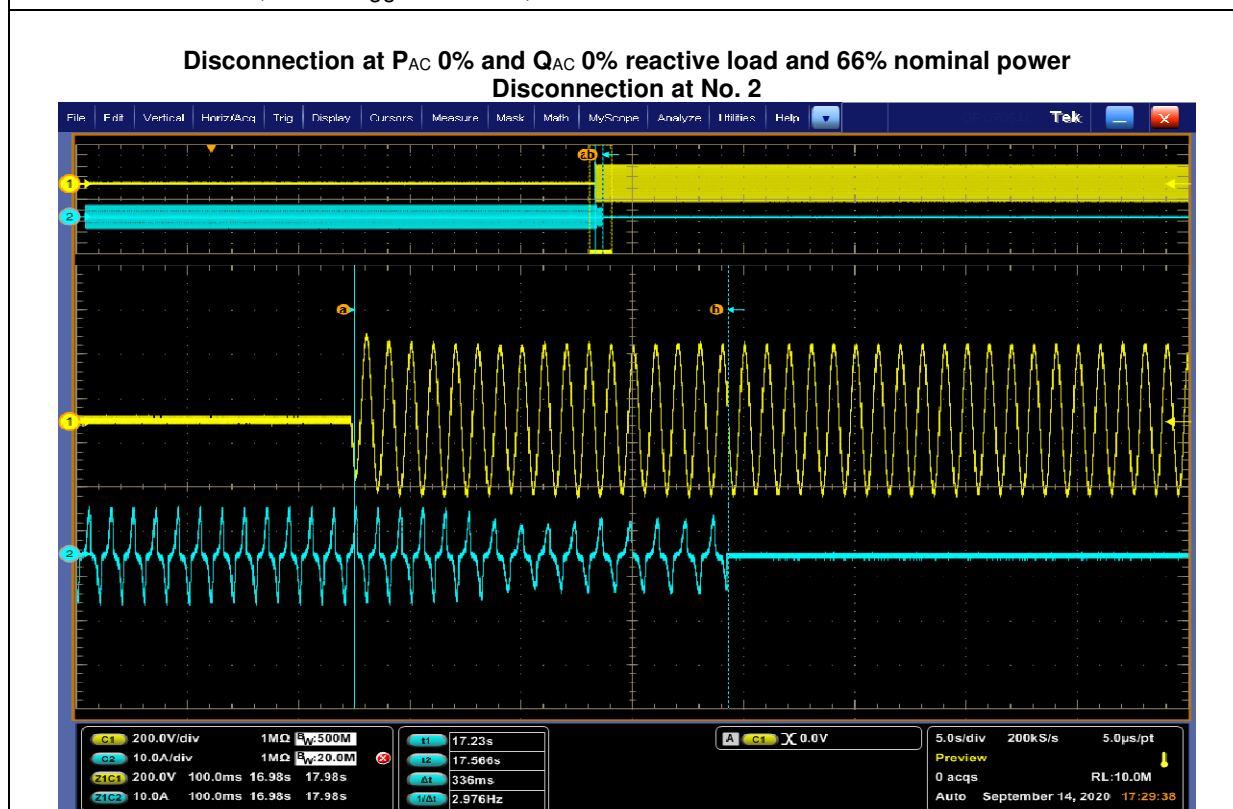 Disconnection at PAC 0% and QAC 0% reactive load and 66% nominal power
Disconnection at No. 2
File Edit Vertical Horiz/Acq Trig Display Cursors Measure Mask Math MyScope Analyze Utilities Help Tek
ab
1
2
a b
1
2
C1 200.0V/div 1MΩ BW:500M
C2 10.0A/div 1MΩ BW:20.0M
Z1C1 200.0V 100.0ms 16.98s 17.98s
Z1C2 10.0A 100.0ms 16.98s 17.98s
t1 17.23s
t2 17.566s
Δt 336ms
1/Δt 2.976Hz
A C1 0.0V
5.0s/div 200kS/s 5.0µs/pt
Preview
0 acqs RL:10.0M
Auto September 14, 2020 17:29:38